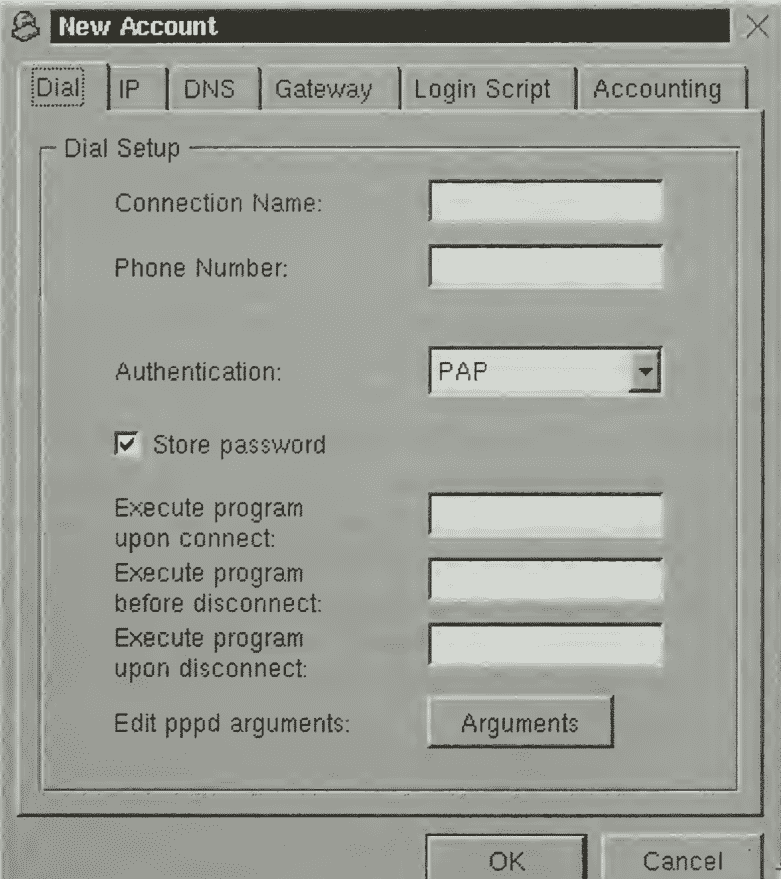 New Account
Dial IP DNS Gateway Login Script Accounting
Dial Setup
Connection Name:
Phone Number:
Authentication: PAP
Store password
Execute program
upon connect:
Execute program
before disconnect:
Execute program
upon disconnect:
Edit pppd arguments: Arguments
OK Cancel